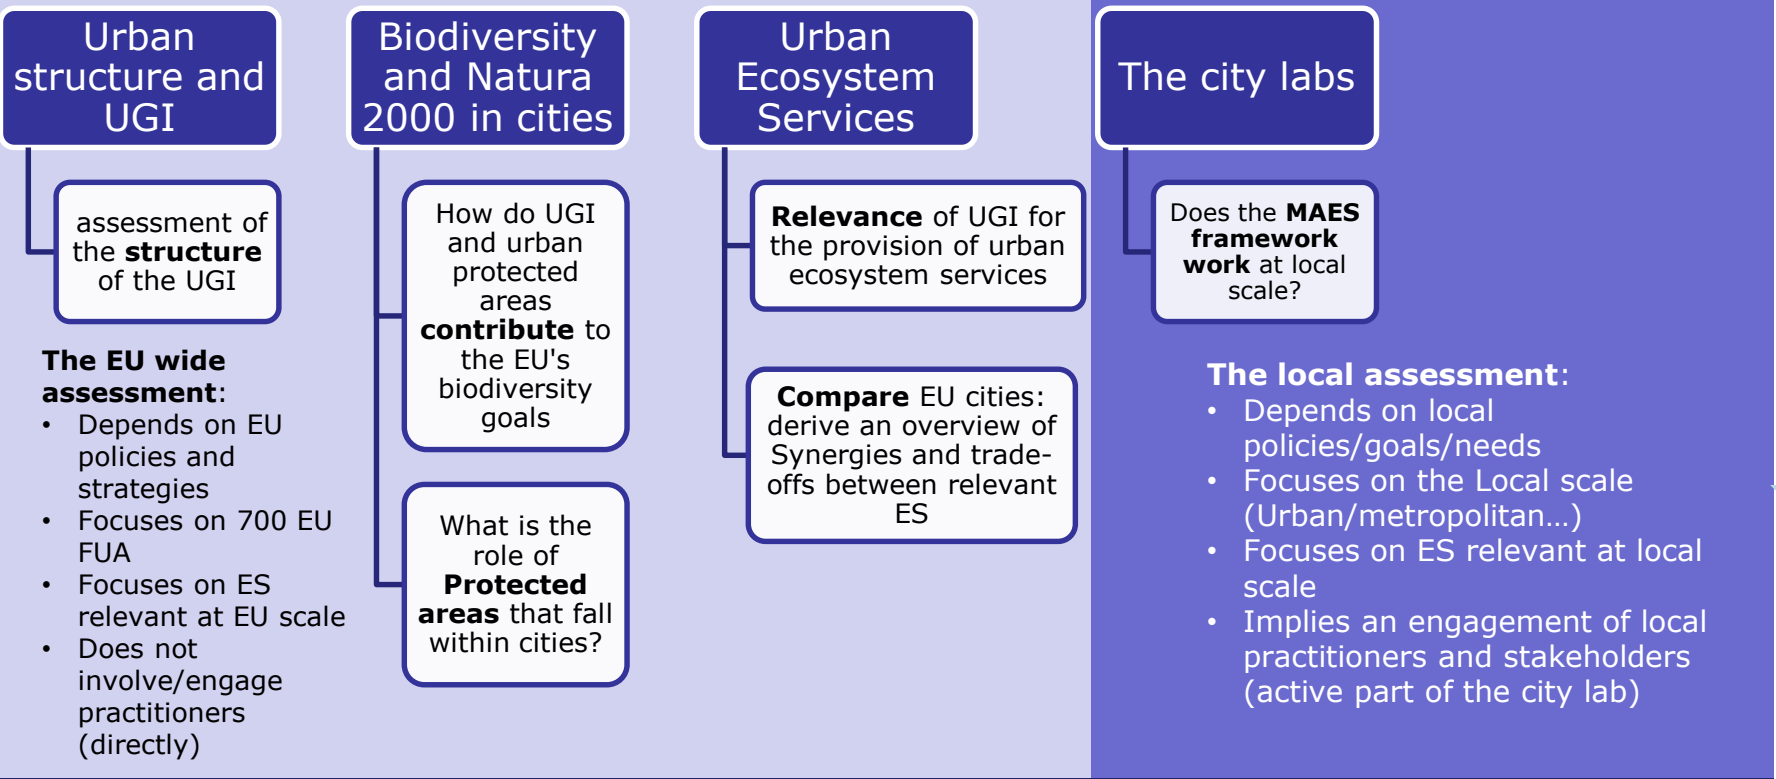 Urban
structure and
UGI
assessment of
the structure
of the UGI
The EU wide
assessment:
• Depends on EU
policies and
strategies
• Focuses on 700 EU
FUA
• Focuses on ES
relevant at EU scale
• Does not
involve/engage
practitioners
(directly)
Biodiversity
and Natura
2000 in cities
How do UGI
and urban
protected
areas
contribute to
the EU's
biodiversity
goals
What is the
role of
Protected
areas that fall
within cities?
Urban
Ecosystem
Services
Relevance of UGI for
the provision of urban
ecosystem services
Compare EU cities:
derive an overview of
Synergies and trade-
offs between relevant
ES
The city labs
Does the MAES
framework
work at local
scale?
The local assessment:
• Depends on local
policies/goals/needs
• Focuses on the Local scale
(Urban/metropolitan…)
• Focuses on ES relevant at local
scale
• Implies an engagement of local
practitioners and stakeholders
(active part of the city lab)